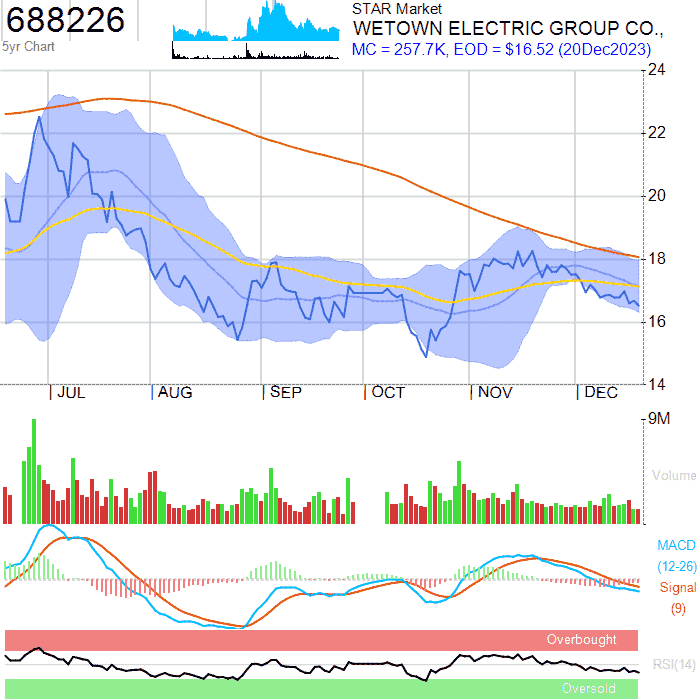 688226
5yr Chart
STAR Market
WETOWN ELECTRIC GROUP CO.,
MC = 257.7K, EOD = $16.52 (20Dec2023)
24
22
20
18
16
14
JUL AUG SEP OCT NOV DEC
9M
Volume
MACD
(12-26)
Signal
(9)
Overbought
RSI(14)
Oversold